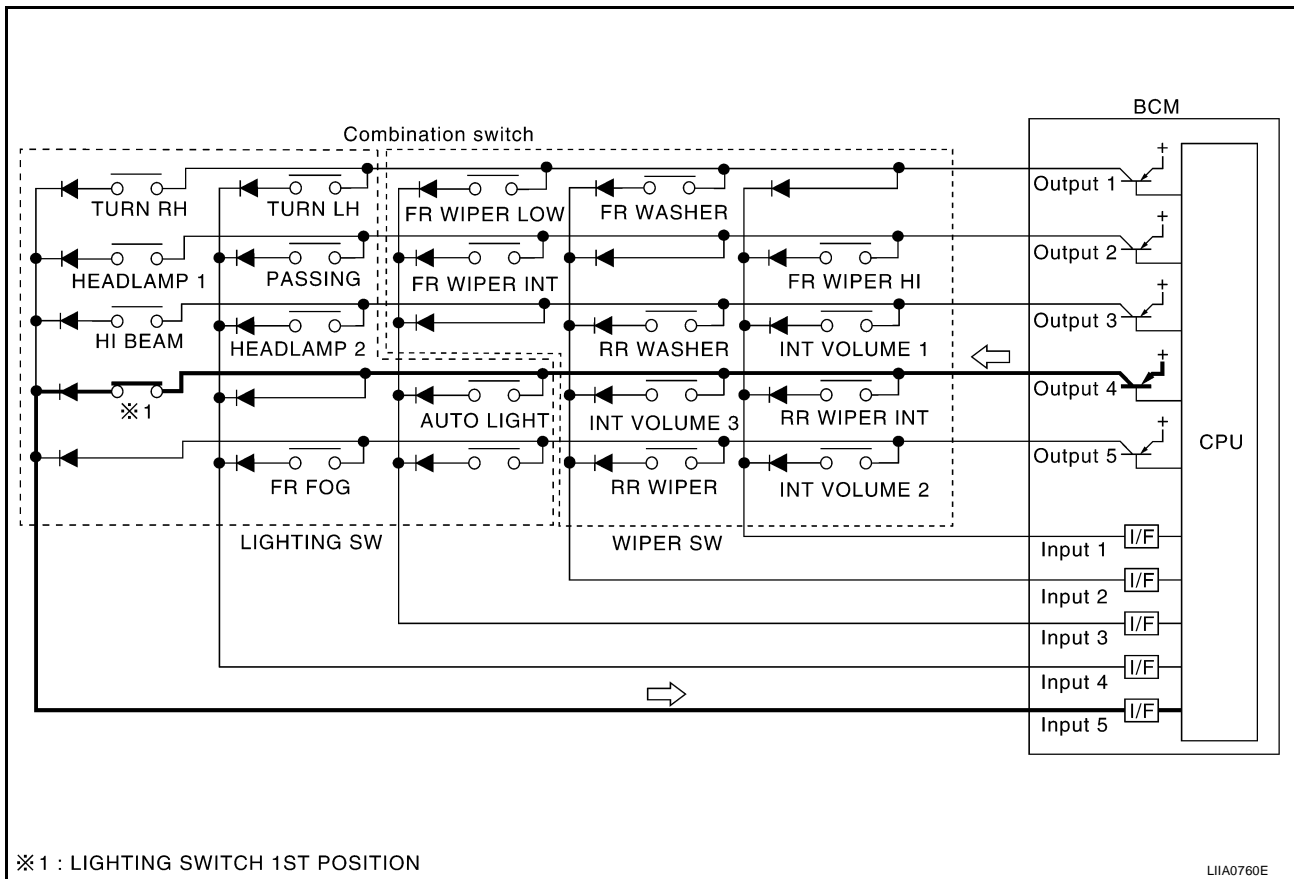 BCM
Combination switch
Output 1
TURN RH
TURN LH
FR WIPER LOW
FR WASHER
Output 2
HEADLAMP 1
PASSING
FR WIPER INT
FR WIPER HI
Output 3
HI BEAM
HEADLAMP 2
RR WASHER
INT VOLUME 1
Output 4
※1
AUTO LIGHT
INT VOLUME 3
RR WIPER INT
CPU
Output 5
FR FOG
RR WIPER
INT VOLUME 2
LIGHTING SW
WIPER SW
Input 1
I/F
Input 2
I/F
Input 3
I/F
Input 4
I/F
Input 5
I/F
※1 : LIGHTING SWITCH 1ST POSITION
LIIA0760E